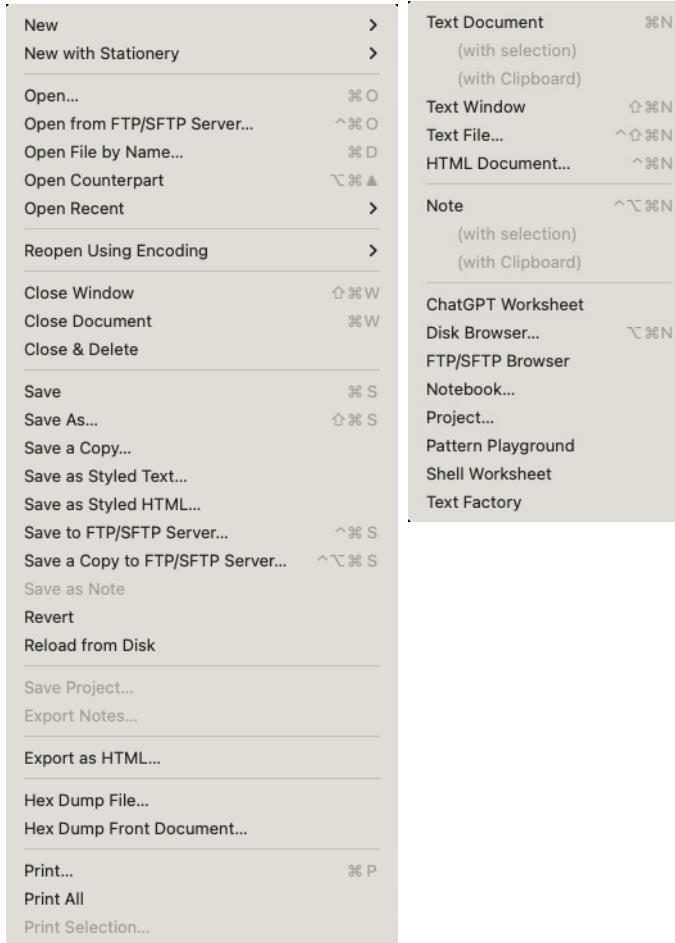 New >
New with Stationery >
Open... ⌘ O
Open from FTP/SFTP Server... ^⌘ O
Open File by Name... ⌘ D
Open Counterpart ⌥⌘▲
Open Recent >
Reopen Using Encoding >
Close Window ⇧⌘W
Close Document ⌘W
Close & Delete
Save ⌘ S
Save As... ⇧⌘ S
Save a Copy...
Save as Styled Text...
Save as Styled HTML...
Save to FTP/SFTP Server... ^⌘ S
Save a Copy to FTP/SFTP Server... ^⌥⌘ S
Save as Note
Revert
Reload from Disk
Save Project...
Export Notes...
Export as HTML...
Hex Dump File...
Hex Dump Front Document...
Print... ⌘ P
Print All
Print Selection...
Text Document ⌘N
(with selection)
(with Clipboard)
Text Window ⇧⌘N
Text File... ^⇧⌘N
HTML Document... ^⌘N
Note ^⌥⌘N
(with selection)
(with Clipboard)
ChatGPT Worksheet
Disk Browser... ⌥⌘N
FTP/SFTP Browser
Notebook...
Project...
Pattern Playground
Shell Worksheet
Text Factory